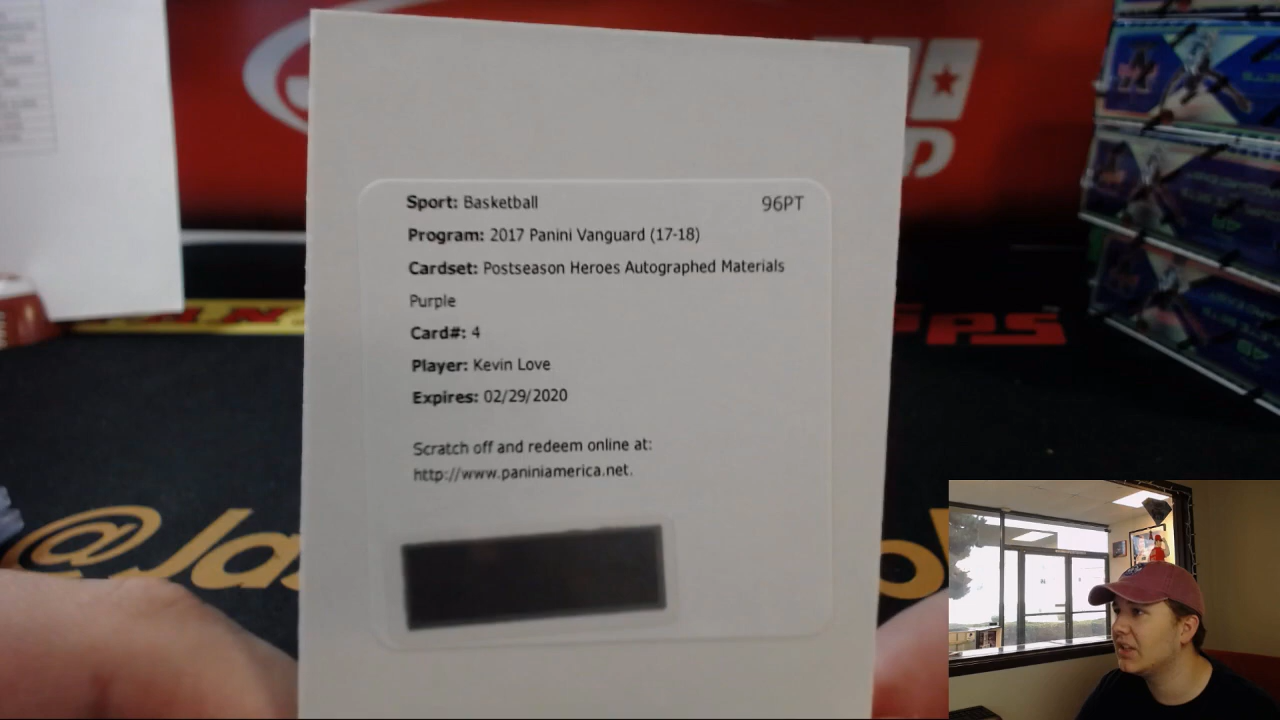 Sport: Basketball 96PT
Program: 2017 Panini Vanguard (17-18)
Cardset: Postseason Heroes Autographed Materials
Purple
Card#: 4
Player: Kevin Love
Expires: 02/29/2020
Scratch off and redeem online at:
http://www.paniniamerica.net.
@Ja